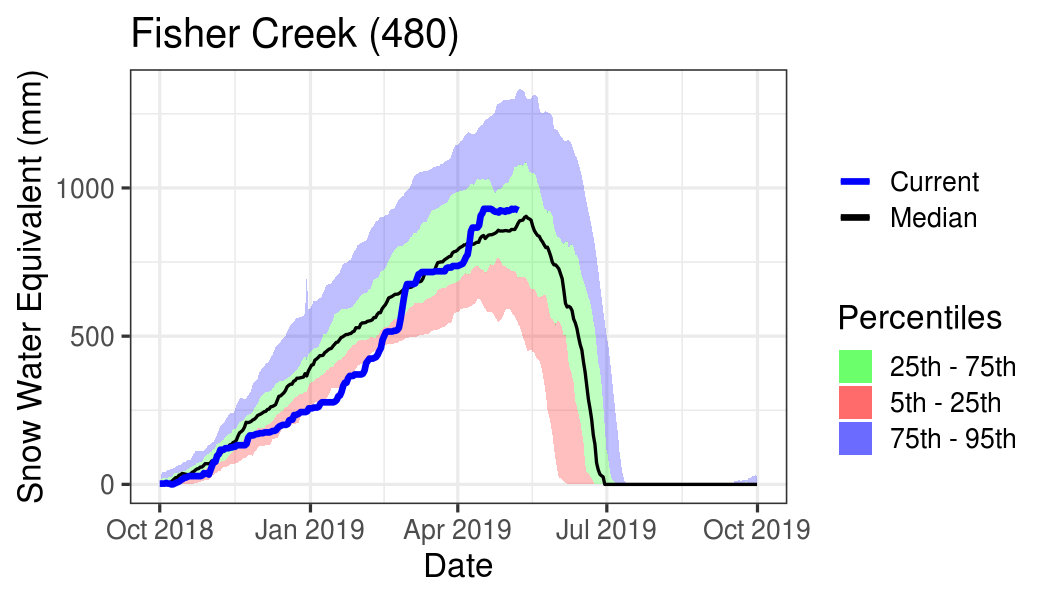 Fisher Creek (480)
Snow Water Equivalent (mm)
1000
500
0
Oct 2018 Jan 2019 Apr 2019 Jul 2019 Oct 2019
Date
Current
Median
Percentiles
25th - 75th
5th - 25th
75th - 95th